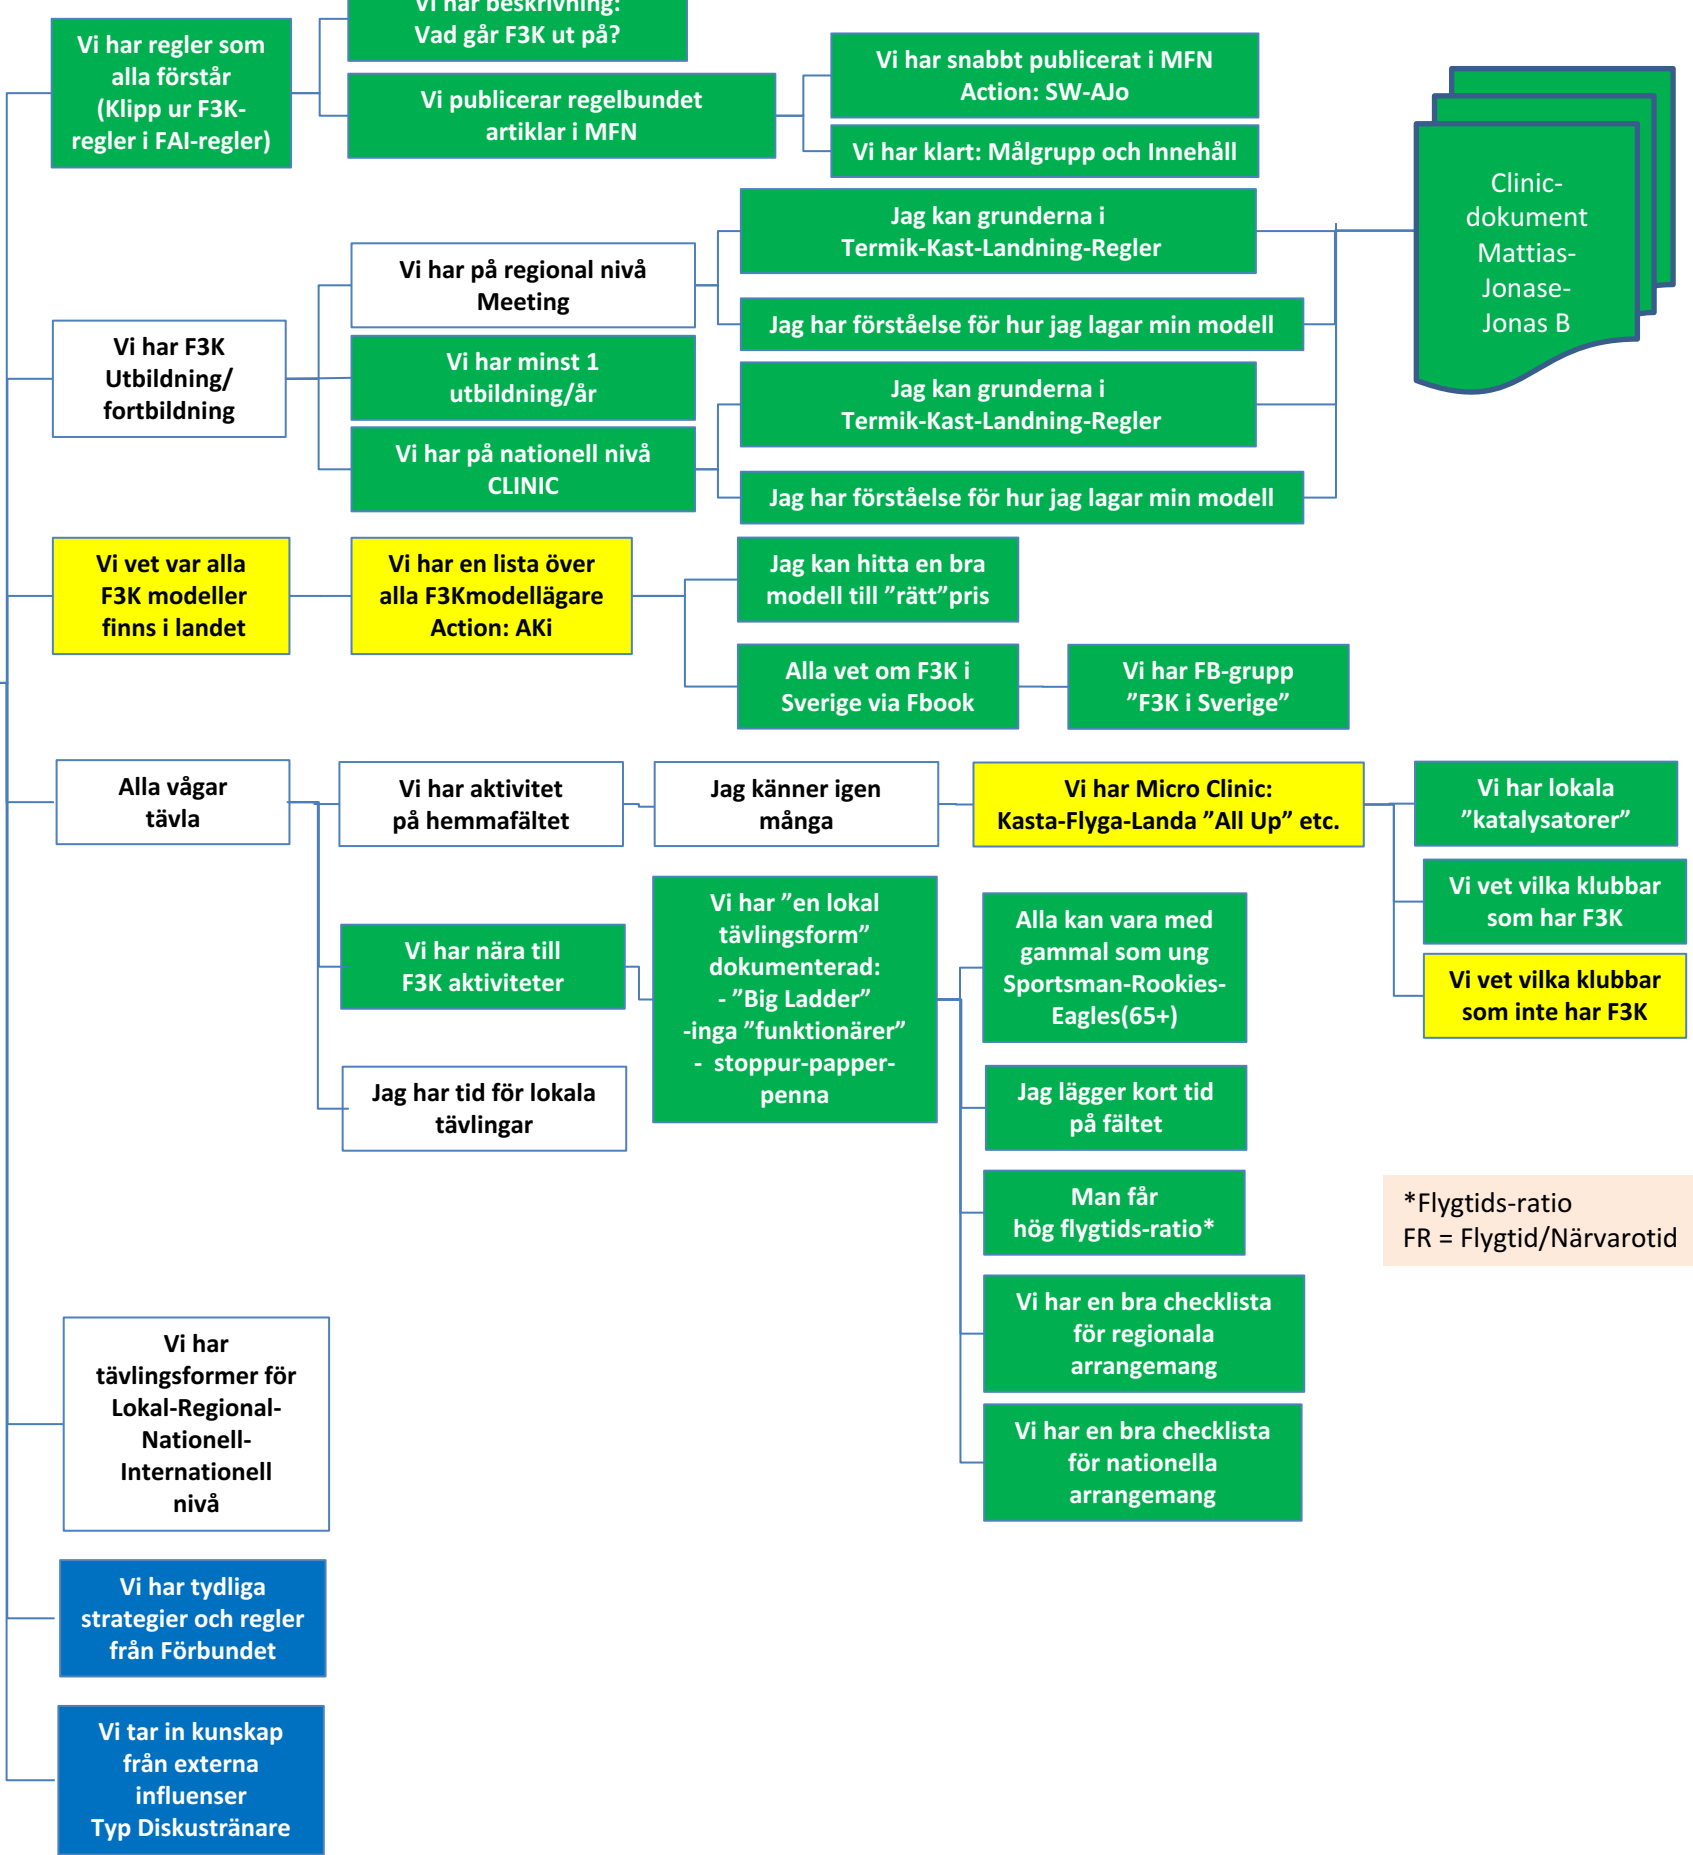 Vi har beskrivning:
Vad går F3K ut på?
Vi har regler som
alla förstår
(Klipp ur F3K-
regler i FAI-regler)
Vi publicerar regelbundet
artiklar i MFN
Vi har snabbt publicerat i MFN
Action: SW-AJo
Vi har klart: Målgrupp och Innehåll
Clinic-
dokument
Mattias-
Jonase-
Jonas B
Vi har F3K
Utbildning/
fortbildning
Vi har på regional nivå
Meeting
Jag kan grunderna i
Termik-Kast-Landning-Regler
Jag har förståelse för hur jag lagar min modell
Vi har minst 1
utbildning/år
Vi har på nationell nivå
CLINIC
Jag kan grunderna i
Termik-Kast-Landning-Regler
Jag har förståelse för hur jag lagar min modell
Vi vet var alla
F3K modeller
finns i landet
Vi har en lista över
alla F3Kmodellägare
Action: AKi
Jag kan hitta en bra
modell till ”rätt”pris
Alla vet om F3K i
Sverige via Fbook
Vi har FB-grupp
”F3K i Sverige”
Alla vågar
tävla
Vi har aktivitet
på hemmafältet
Jag känner igen
många
Vi har Micro Clinic:
Kasta-Flyga-Landa ”All Up” etc.
Vi har lokala
”katalysatorer”
Vi vet vilka klubbar
som har F3K
Vi vet vilka klubbar
som inte har F3K
Vi har nära till
F3K aktiviteter
Vi har ”en lokal
tävlingsform”
dokumenterad:
- ”Big Ladder”
-inga ”funktionärer”
- stoppur-papper-
penna
Alla kan vara med
gammal som ung
Sportsman-Rookies-
Eagles(65+)
Jag lägger kort tid
på fältet
Man får
hög flygtids-ratio*
Vi har en bra checklista
för regionala
arrangemang
Vi har en bra checklista
för nationella
arrangemang
Jag har tid för lokala
tävlingar
*Flygtids-ratio
FR = Flygtid/Närvarotid
Vi har
tävlingsformer för
Lokal-Regional-
Nationell-
Internationell
nivå
Vi har tydliga
strategier och regler
från Förbundet
Vi tar in kunskap
från externa
influenser
Typ Diskustränare